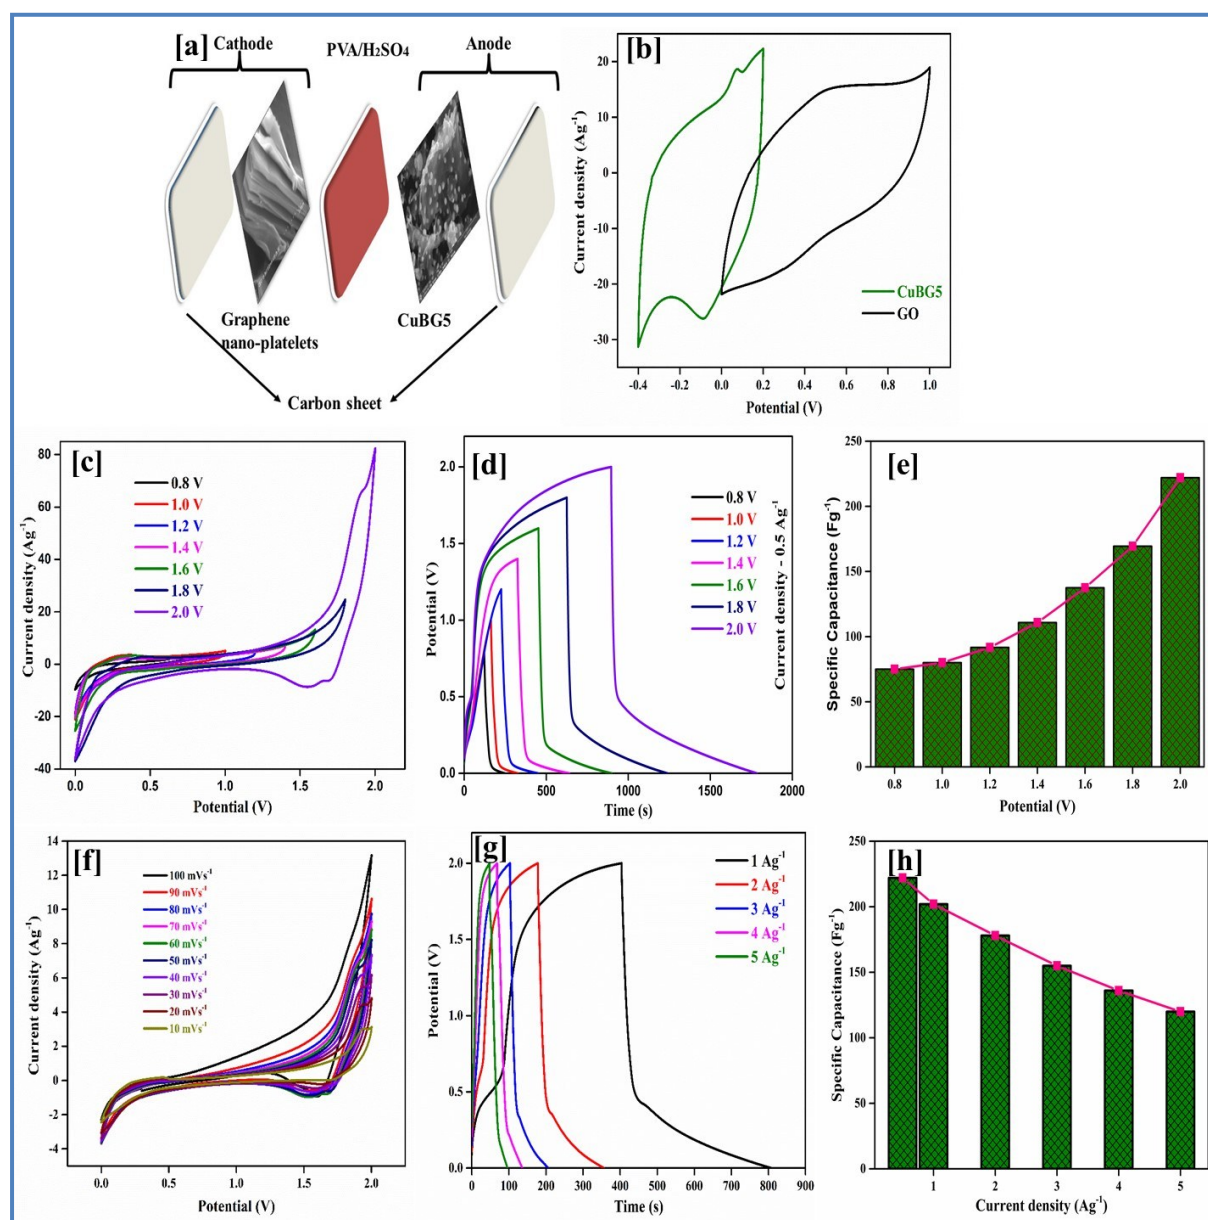 [a]
Cathode
PVA/H₂SO₄
Anode
Graphene
nano-platelets
CuBG5
Carbon sheet
[b]
Current density (Ag⁻¹)
20
10
0
-10
-20
-30
-0.4
-0.2
0.0
0.2
0.4
0.6
0.8
1.0
Potential (V)
CuBG5
GO
[c]
Current density (Ag⁻¹)
80
60
40
20
0
-20
-40
0.0
0.5
1.0
1.5
2.0
Potential (V)
0.8 V
1.0 V
1.2 V
1.4 V
1.6 V
1.8 V
2.0 V
[d]
Potential (V)
2.0
1.5
1.0
0.5
0.0
0
500
1000
1500
2000
Time (s)
0.8 V
1.0 V
1.2 V
1.4 V
1.6 V
1.8 V
2.0 V
Current density - 0.5 Ag⁻¹
[e]
Specific Capacitance (Fg⁻¹)
250
200
150
100
50
0
0.8
1.0
1.2
1.4
1.6
1.8
2.0
Potential (V)
[f]
Current density (Ag⁻¹)
14
12
10
8
6
4
2
0
-2
-4
0.0
0.5
1.0
1.5
2.0
Potential (V)
100 mVs⁻¹
90 mVs⁻¹
80 mVs⁻¹
70 mVs⁻¹
60 mVs⁻¹
50 mVs⁻¹
40 mVs⁻¹
30 mVs⁻¹
20 mVs⁻¹
10 mVs⁻¹
[g]
Potential (V)
2.0
1.5
1.0
0.5
0.0
0
100
200
300
400
500
600
700
800
900
Time (s)
1 Ag⁻¹
2 Ag⁻¹
3 Ag⁻¹
4 Ag⁻¹
5 Ag⁻¹
[h]
Specific Capacitance (Fg⁻¹)
250
200
150
100
50
0
1
2
3
4
5
Current density (Ag⁻¹)